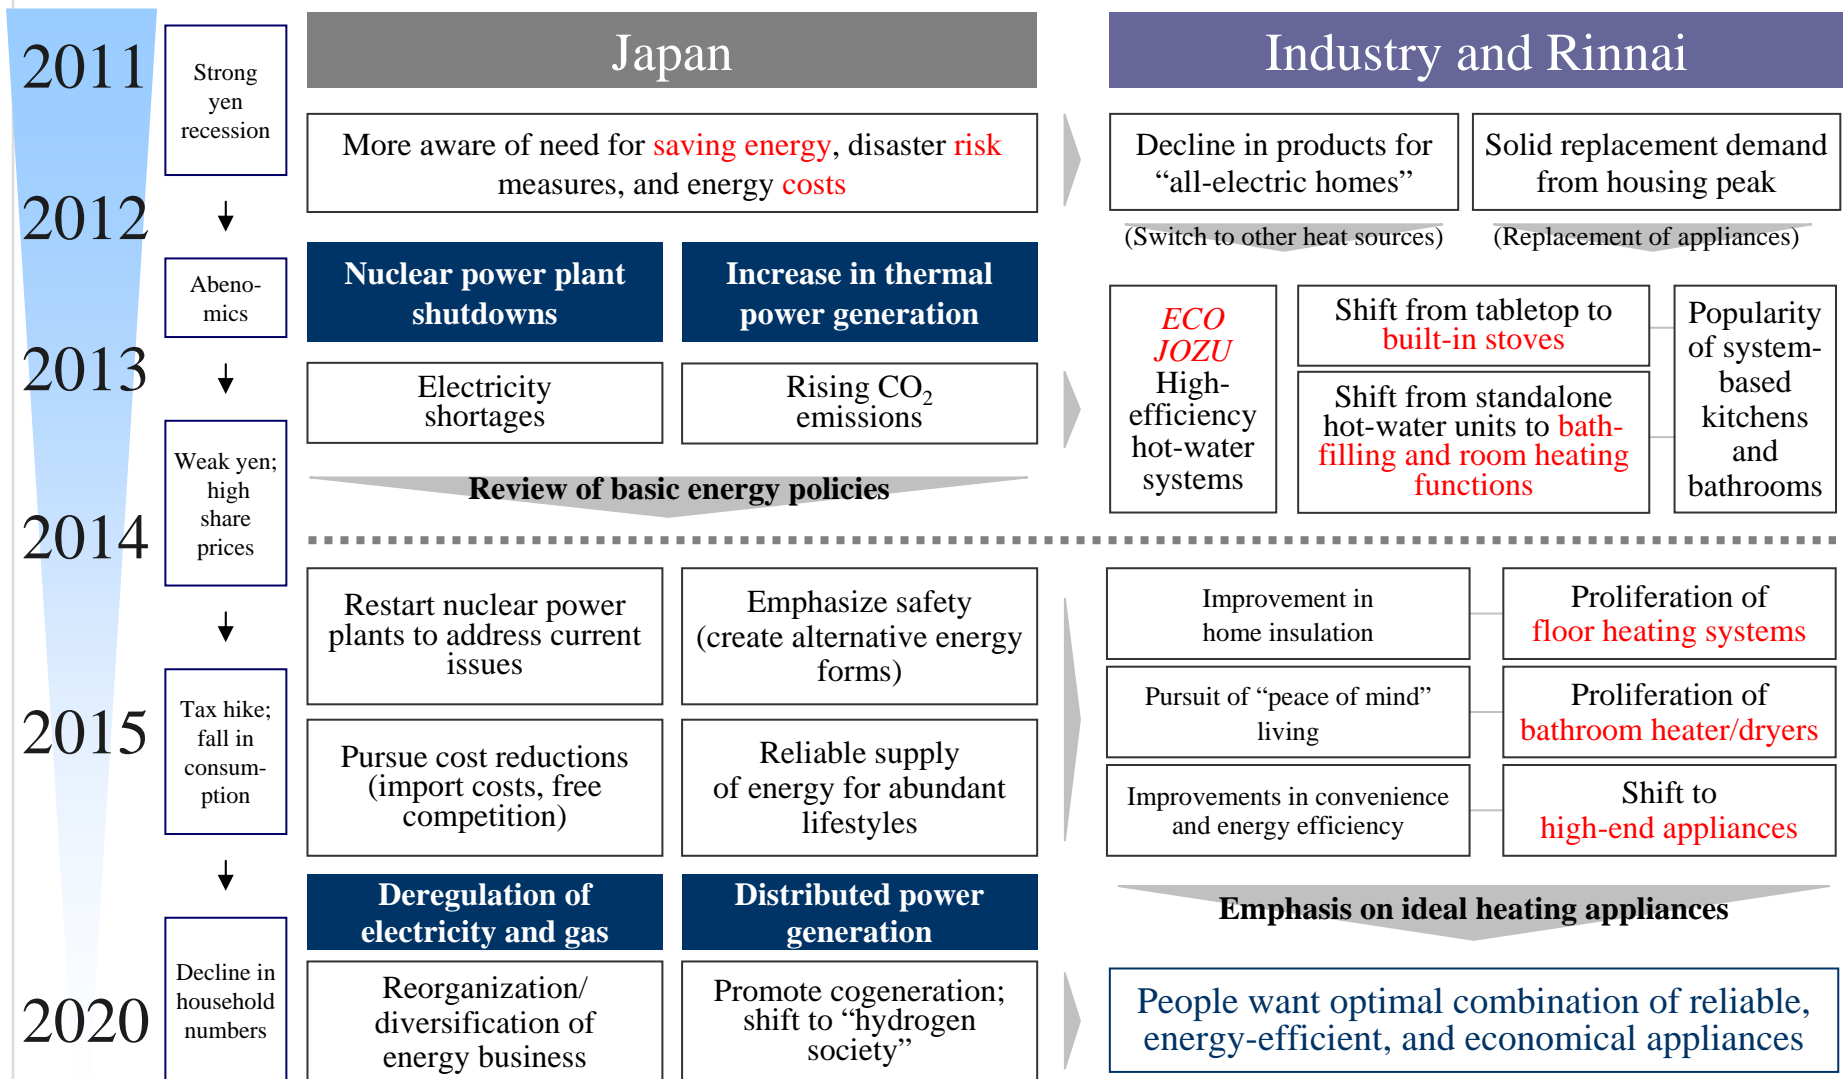 2011
2012
2013
2014
2015
2020
Strong
yen
recession
Abeno-
mics
Weak yen;
high
share
prices
Tax hike;
fall in
consum-
ption
Decline in
household
numbers
Japan
More aware of need for saving energy, disaster risk
measures, and energy costs
Nuclear power plant
shutdowns
Increase in thermal
power generation
Electricity
shortages
Rising CO₂
emissions
Review of basic energy policies
Restart nuclear power
plants to address current
issues
Emphasize safety
(create alternative energy
forms)
Pursue cost reductions
(import costs, free
competition)
Reliable supply
of energy for abundant
lifestyles
Deregulation of
electricity and gas
Distributed power
generation
Reorganization/
diversification of
energy business
Promote cogeneration;
shift to “hydrogen
society”
Industry and Rinnai
Decline in products for
“all-electric homes”
Solid replacement demand
from housing peak
(Switch to other heat sources)
(Replacement of appliances)
ECO
JOZU
High-
efficiency
hot-water
systems
Shift from tabletop to
built-in stoves
Shift from standalone
hot-water units to bath-
filling and room heating
functions
Popularity
of system-
based
kitchens
and
bathrooms
Improvement in
home insulation
Proliferation of
floor heating systems
Pursuit of “peace of mind”
living
Proliferation of
bathroom heater/dryers
Improvements in convenience
and energy efficiency
Shift to
high-end appliances
Emphasis on ideal heating appliances
People want optimal combination of reliable,
energy-efficient, and economical appliances